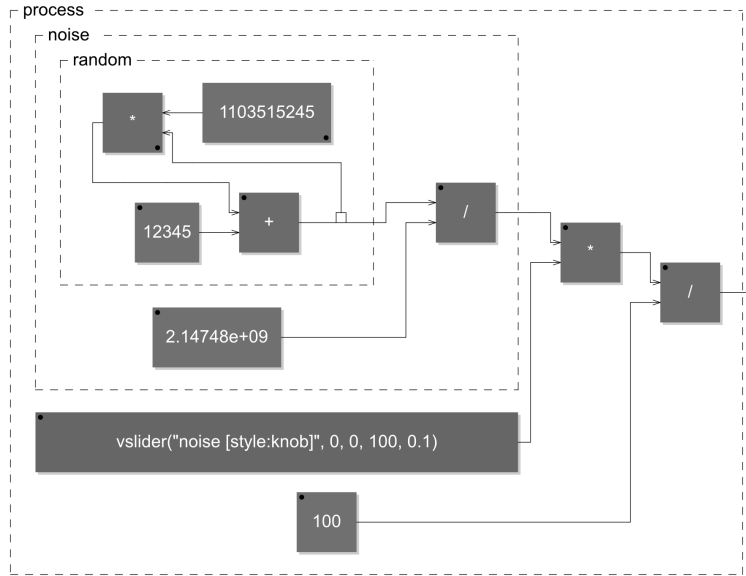 process
noise
random
*
1103515245
12345
+
/
*
/
2.14748e+09
vslider("noise [style:knob]", 0, 0, 100, 0.1)
100